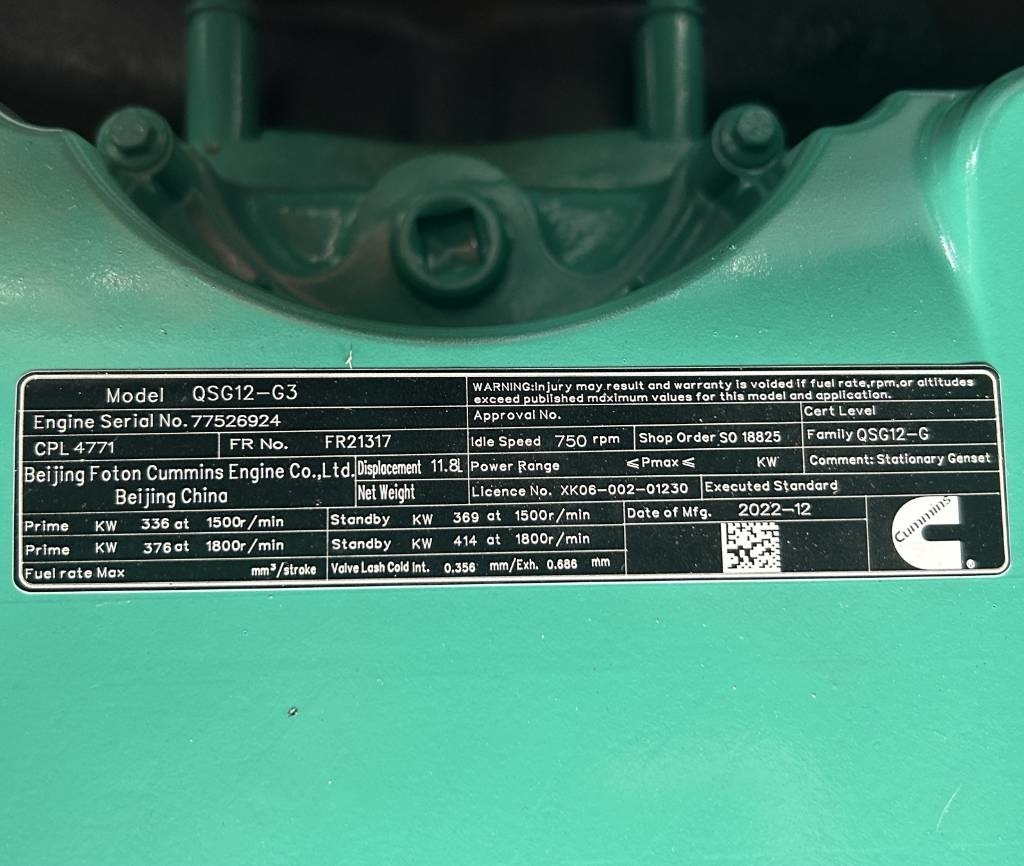 Model QSG12-G3
WARNING:Injury may result and warranty is voided if fuel rate,rpm,or altitudes
exceed published maximum values for this model and application.
Engine Serial No. 77526924
Approval No.
Cert Level
CPL 4771
FR No. FR21317
Idle Speed 750 rpm
Shop Order SO 18825
Family QSG12-G
Beijing Foton Cummins Engine Co.,Ltd.
Beijing China
Displacement 11.8L
Net Weight
Power Range ≤Pmax≤ KW
Comment: Stationary Genset
Licence No. XK06-002-01230
Executed Standard
Prime KW 336 at 1500r/min
Standby KW 369 at 1500r/min
Date of Mfg. 2022-12
Prime KW 376 at 1800r/min
Standby KW 414 at 1800r/min
Fuel rate Max mm³/stroke
Valve Lash Cold Int. 0.356 mm/Exh. 0.686 mm
Cummins
®